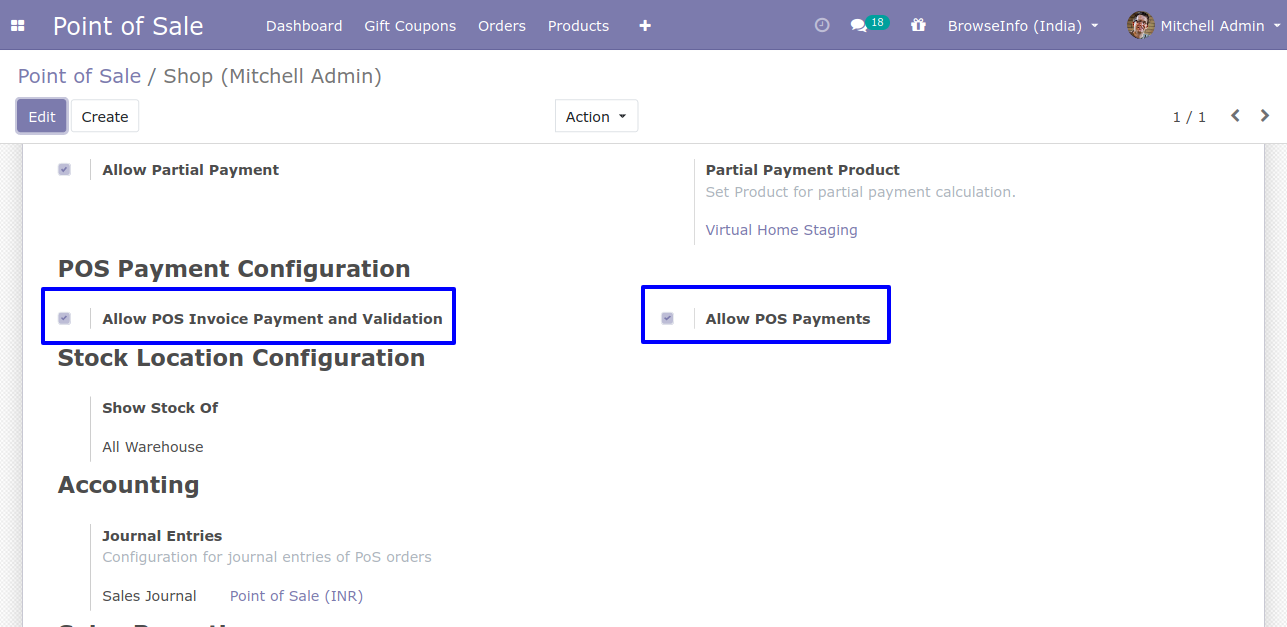 Point of Sale Dashboard Gift Coupons Orders Products + 18 BrowseInfo (India) Mitchell Admin
Point of Sale / Shop (Mitchell Admin)
Edit Create Action 1 / 1
Allow Partial Payment
Partial Payment Product
Set Product for partial payment calculation.
Virtual Home Staging
POS Payment Configuration
Allow POS Invoice Payment and Validation
Allow POS Payments
Stock Location Configuration
Show Stock Of
All Warehouse
Accounting
Journal Entries
Configuration for journal entries of PoS orders
Sales Journal Point of Sale (INR)